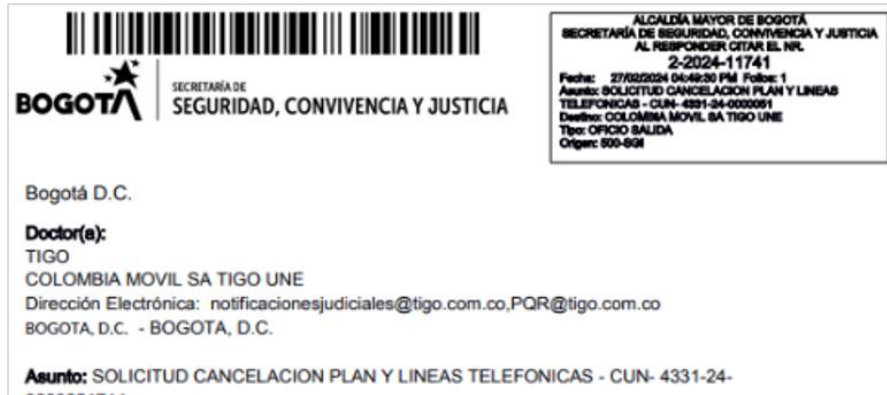 ALCALDÍA MAYOR DE BOGOTÁ
SECRETARÍA DE SEGURIDAD, CONVIVENCIA Y JUSTICIA
AL RESPONDER CITAR EL NR.
2-2024-11741
Fecha: 27/02/2024 04:49:30 PM Folios: 1
Asunto: SOLICITUD CANCELACION PLAN Y LINEAS
TELEFONICAS - CUN- 4331-24-0000051
Destino: COLOMBIA MOVIL SA TIGO UNE
Tipo: OFICIO SALIDA
Origen: 500-SGI
BOGOTÁ
SECRETARÍA DE
SEGURIDAD, CONVIVENCIA Y JUSTICIA
Bogotá D.C.
Doctor(a):
TIGO
COLOMBIA MOVIL SA TIGO UNE
Dirección Electrónica: notificacionesjudiciales@tigo.com.co,PQR@tigo.com.co
BOGOTA, D.C. - BOGOTA, D.C.
Asunto: SOLICITUD CANCELACION PLAN Y LINEAS TELEFONICAS - CUN- 4331-24-